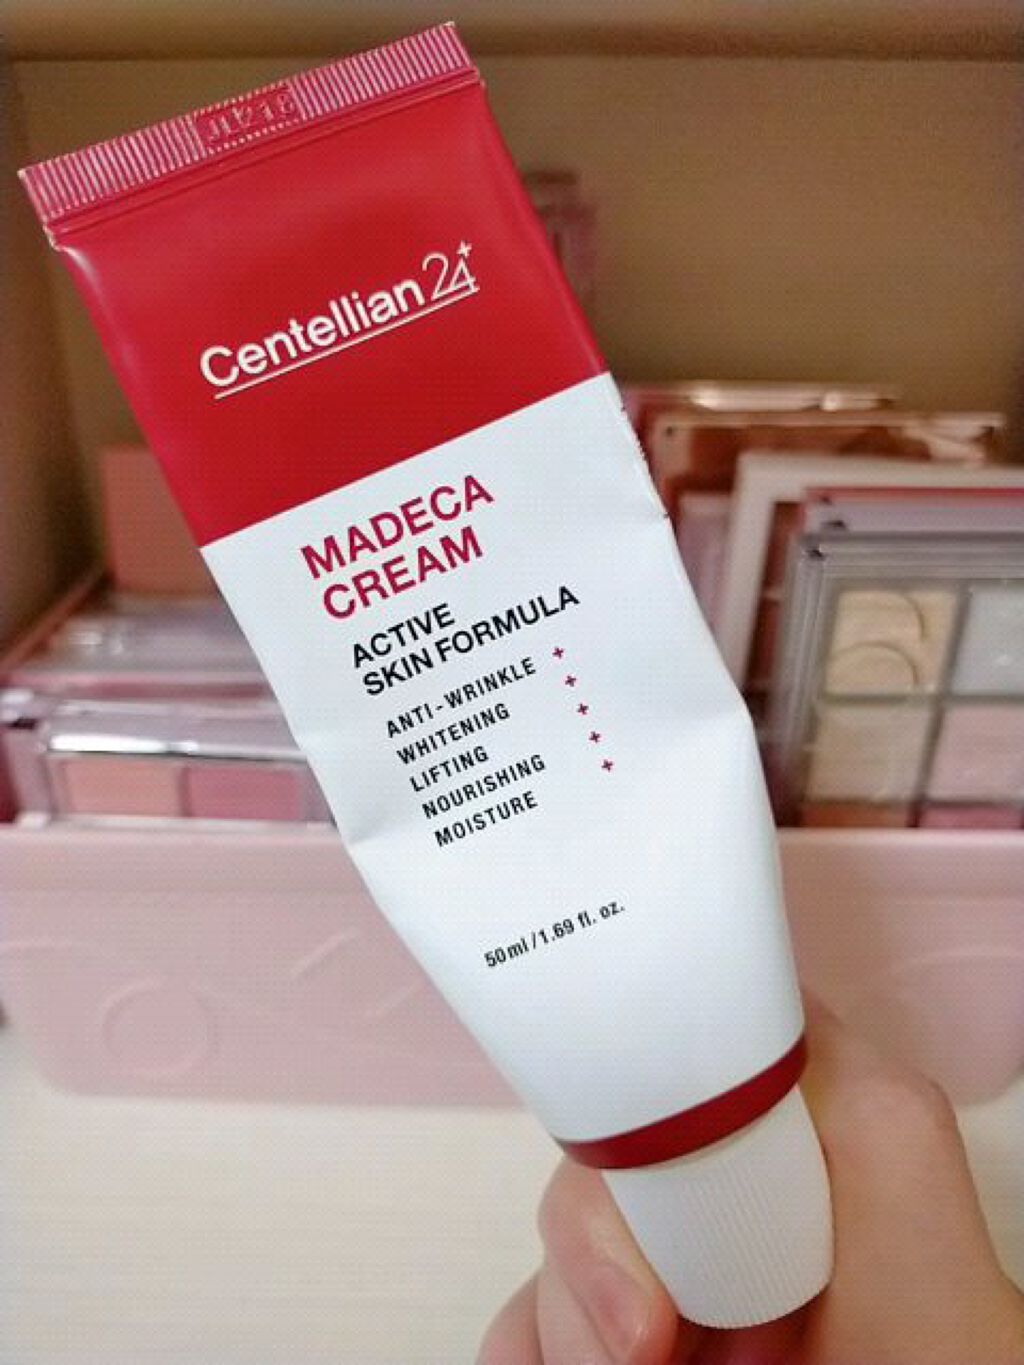 Centellian24+
MADECA
CREAM
ACTIVE
SKIN FORMULA
ANTI-WRINKLE +
WHITENING +
LIFTING +
NOURISHING +
MOISTURE +
50ml/1.69 fl. oz.